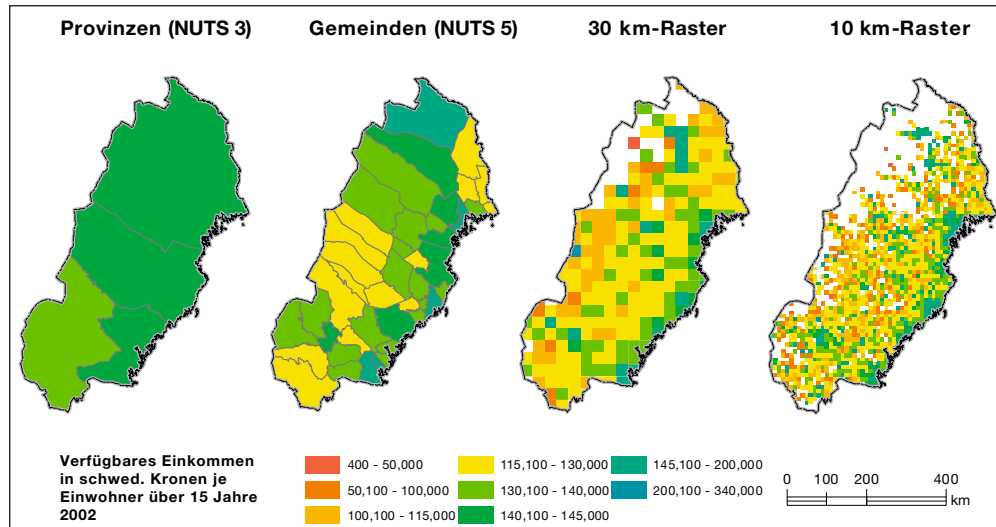 Provinzen (NUTS 3)
Gemeinden (NUTS 5)
30 km-Raster
10 km-Raster
Verfügbares Einkommen
in schwed. Kronen je
Einwohner über 15 Jahre
2002
400 - 50,000
50,100 - 100,000
100,100 - 115,000
115,100 - 130,000
130,100 - 140,000
140,100 - 145,000
145,100 - 200,000
200,100 - 340,000
0 100 200 400
km